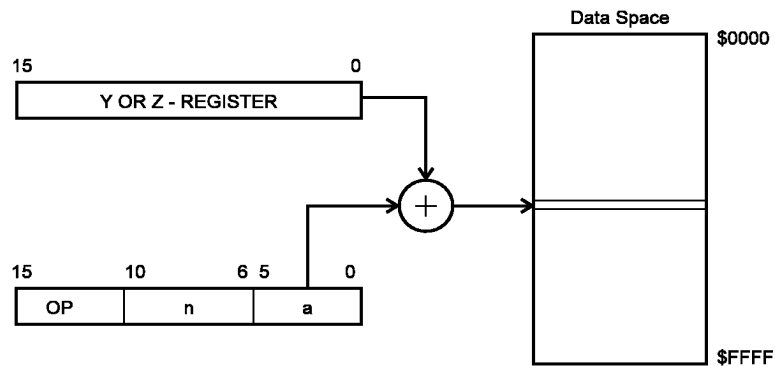 Data Space
$0000
15 0
Y OR Z - REGISTER
15 10 6 5 0
OP n a
$FFFF